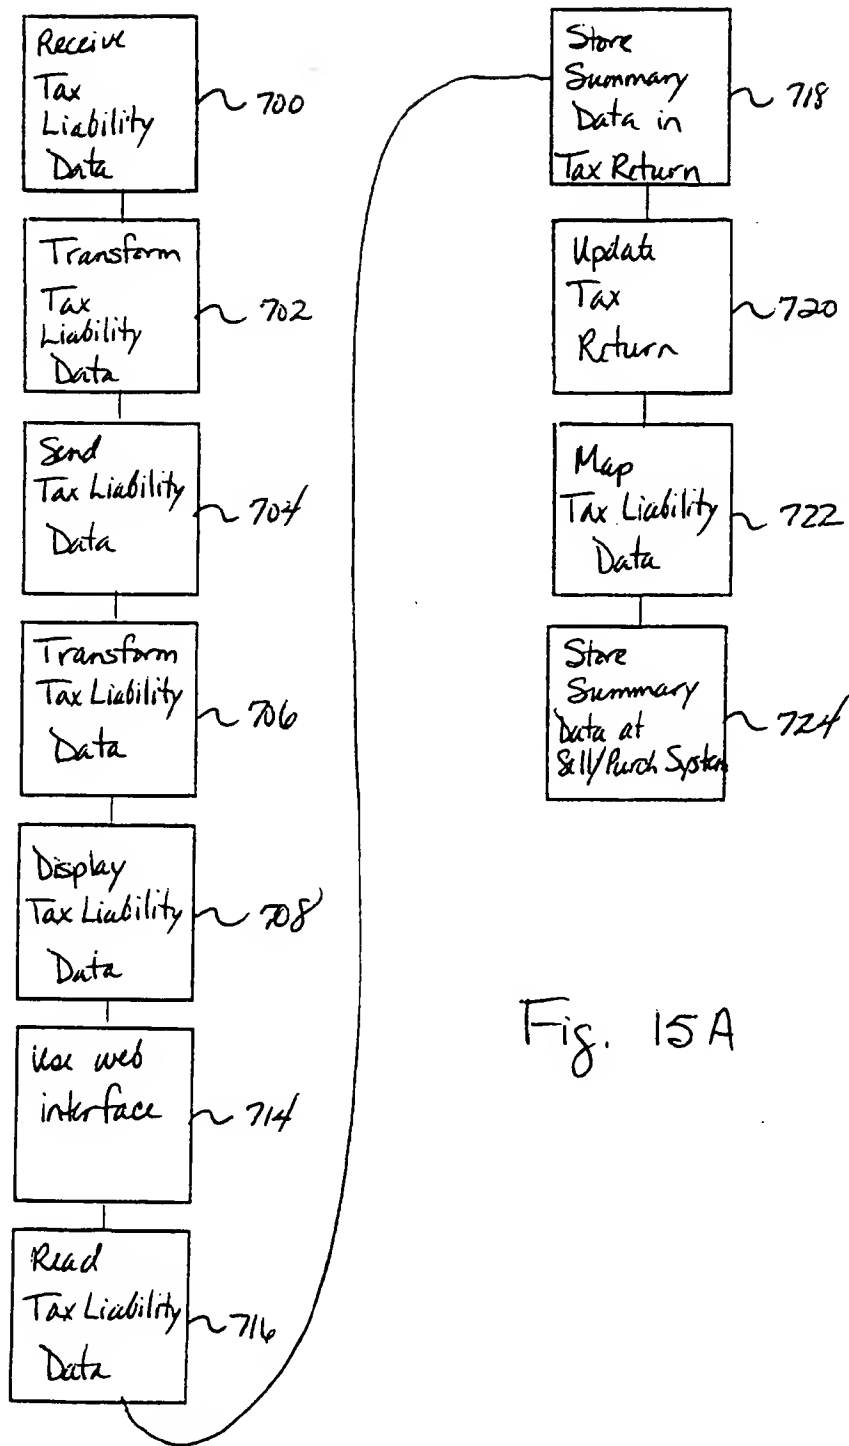 Receive
Tax
Liability
Data
700
Transform
Tax
Liability
Data
702
Send
Tax Liability
Data
704
Transform
Tax Liability
Data
706
Display
Tax Liability
Data
708
Use web
interface
714
Read
Tax Liability
Data
716
Store
Summary
Data in
Tax Return
718
Update
Tax
Return
720
Map
Tax Liability
Data
722
Store
Summary
Data at
Sell/Purch System
724
Fig. 15A